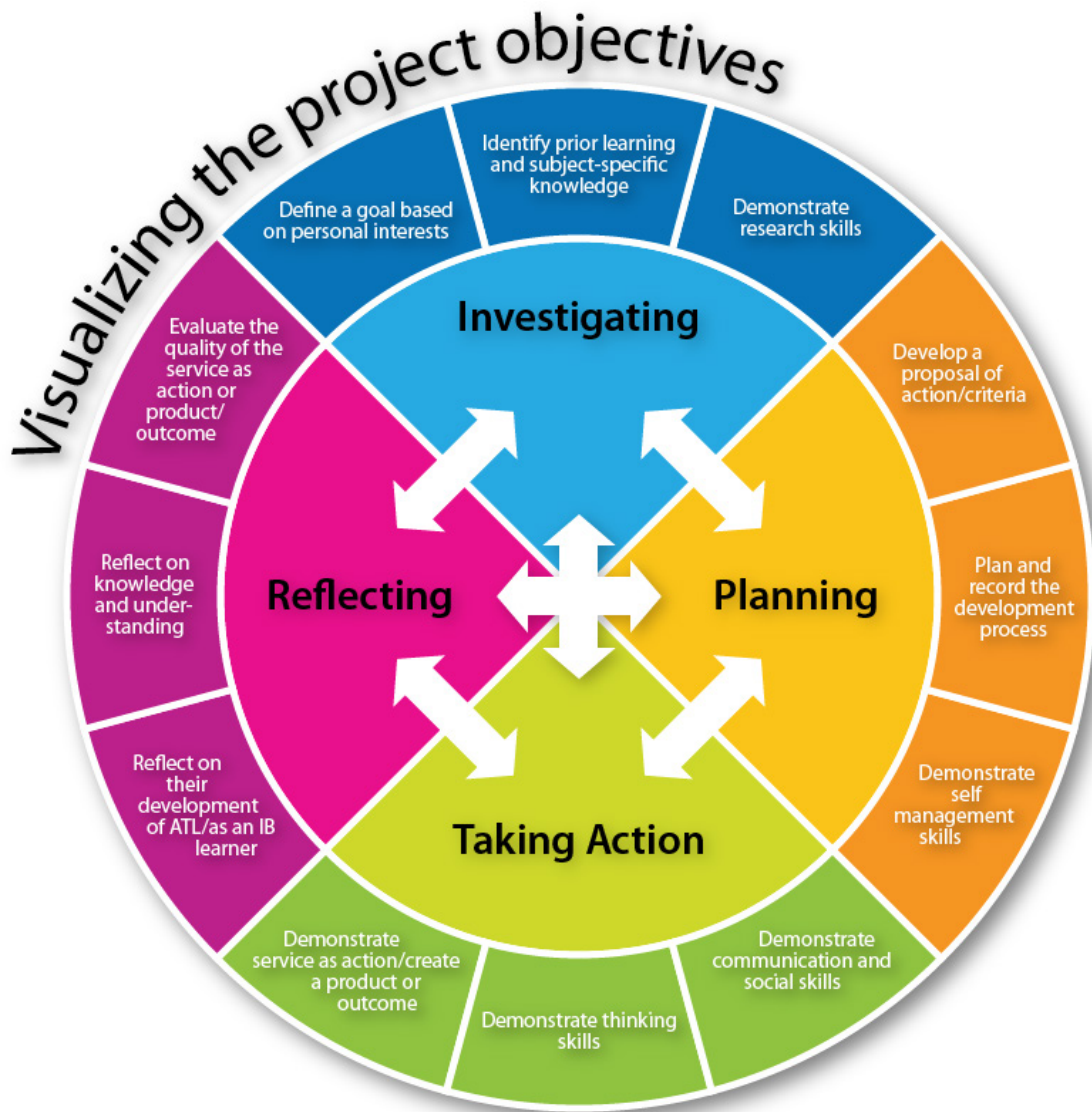 Visualizing the project objectives
Define a goal based
on personal interests
Identify prior learning
and subject-specific
knowledge
Demonstrate
research skills
Investigating
Develop a
proposal of
action/criteria
Plan and
record the
development
process
Demonstrate
self
management
skills
Planning
Demonstrate
communication and
social skills
Demonstrate thinking
skills
Demonstrate
service as action/create
a product or
outcome
Taking Action
Reflect on
their
development
of ATL/as an IB
learner
Reflect on
knowledge
and under-
standing
Evaluate the
quality of the
service as
action or
product/
outcome
Reflecting